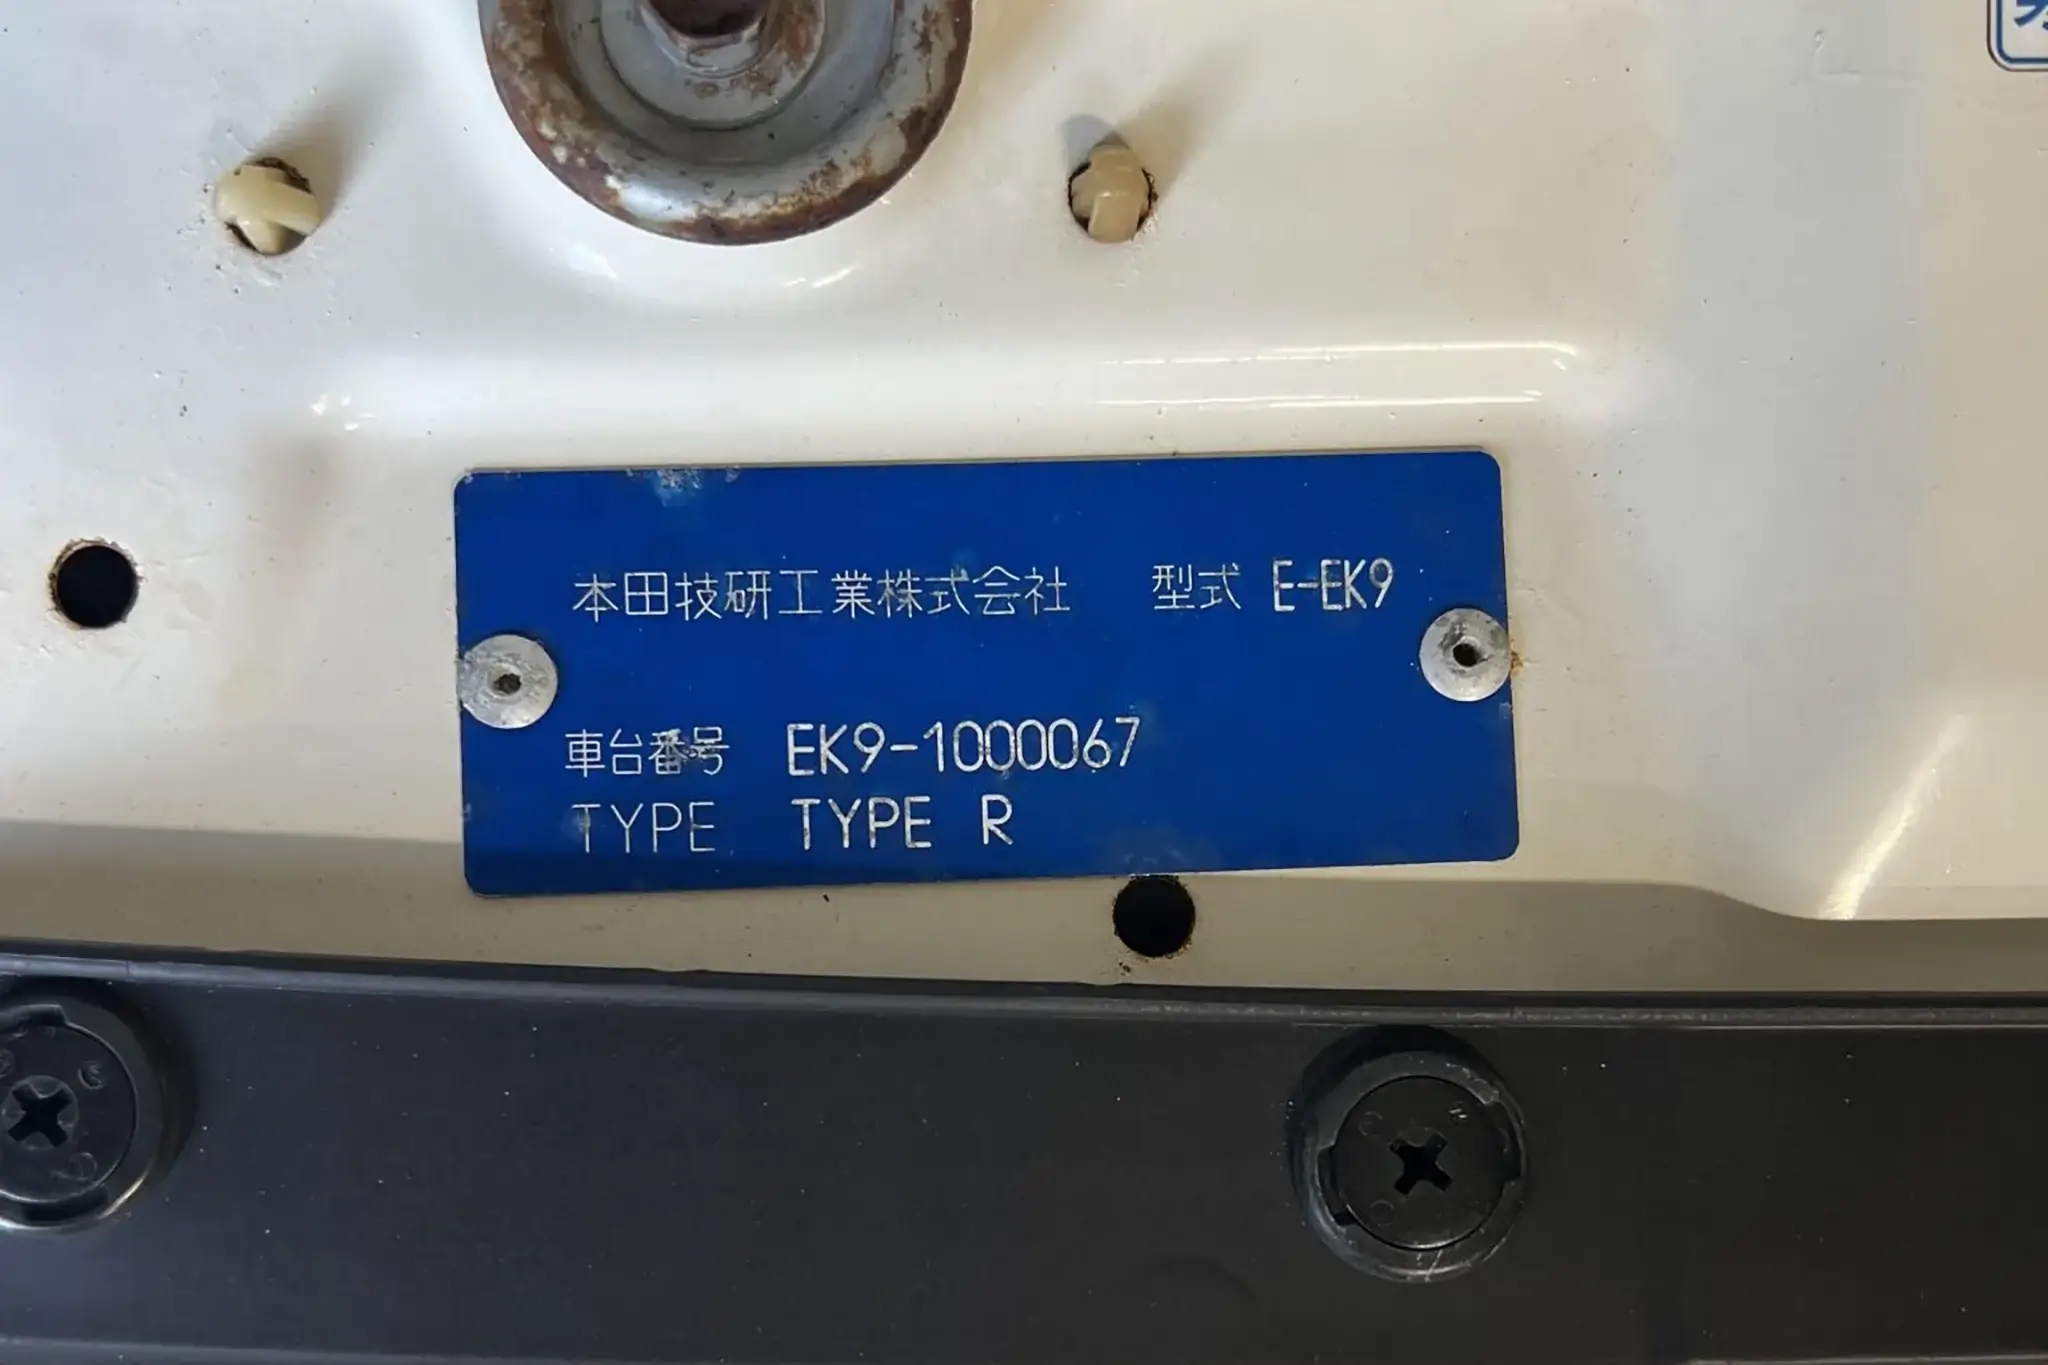 本田技研工業株式会社 型式 E-EK9
車台番号 EK9-1000067
TYPE TYPE R